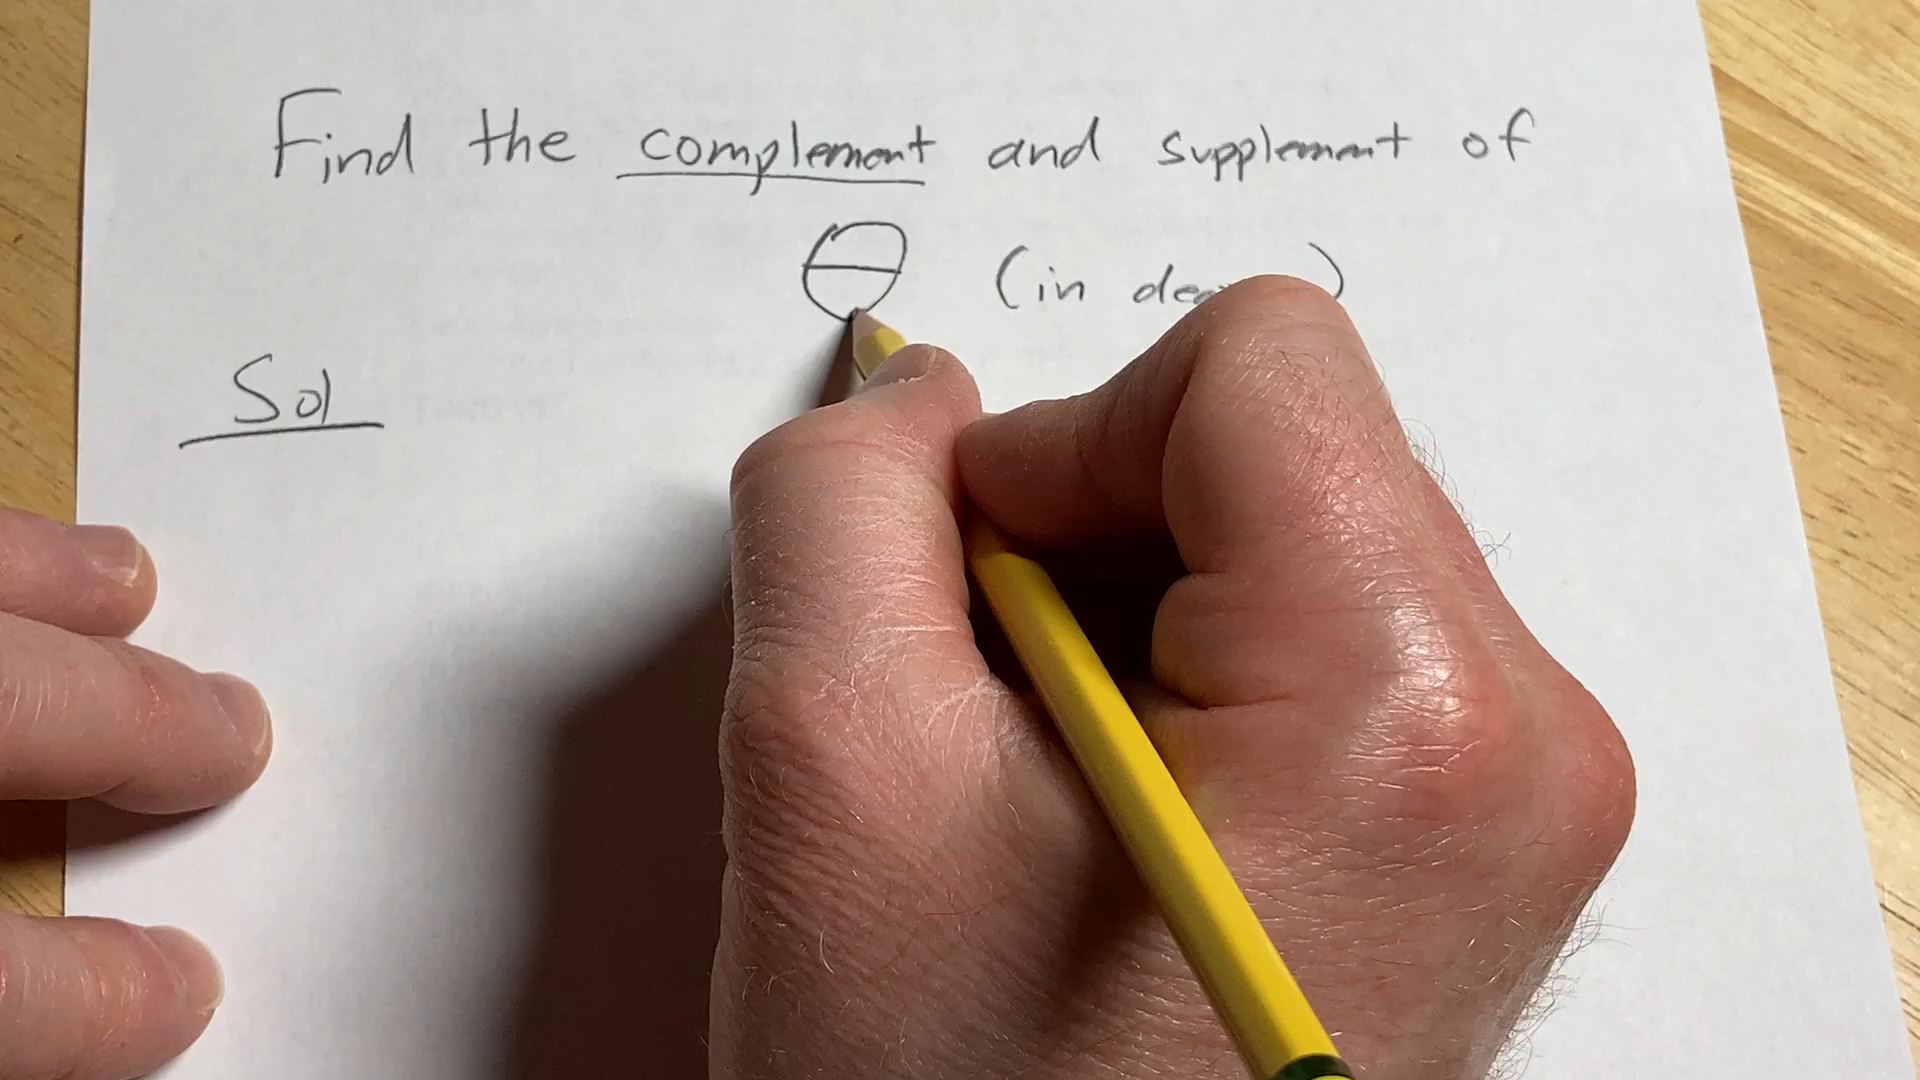 Find the complement and supplement of
θ (in )
Sol